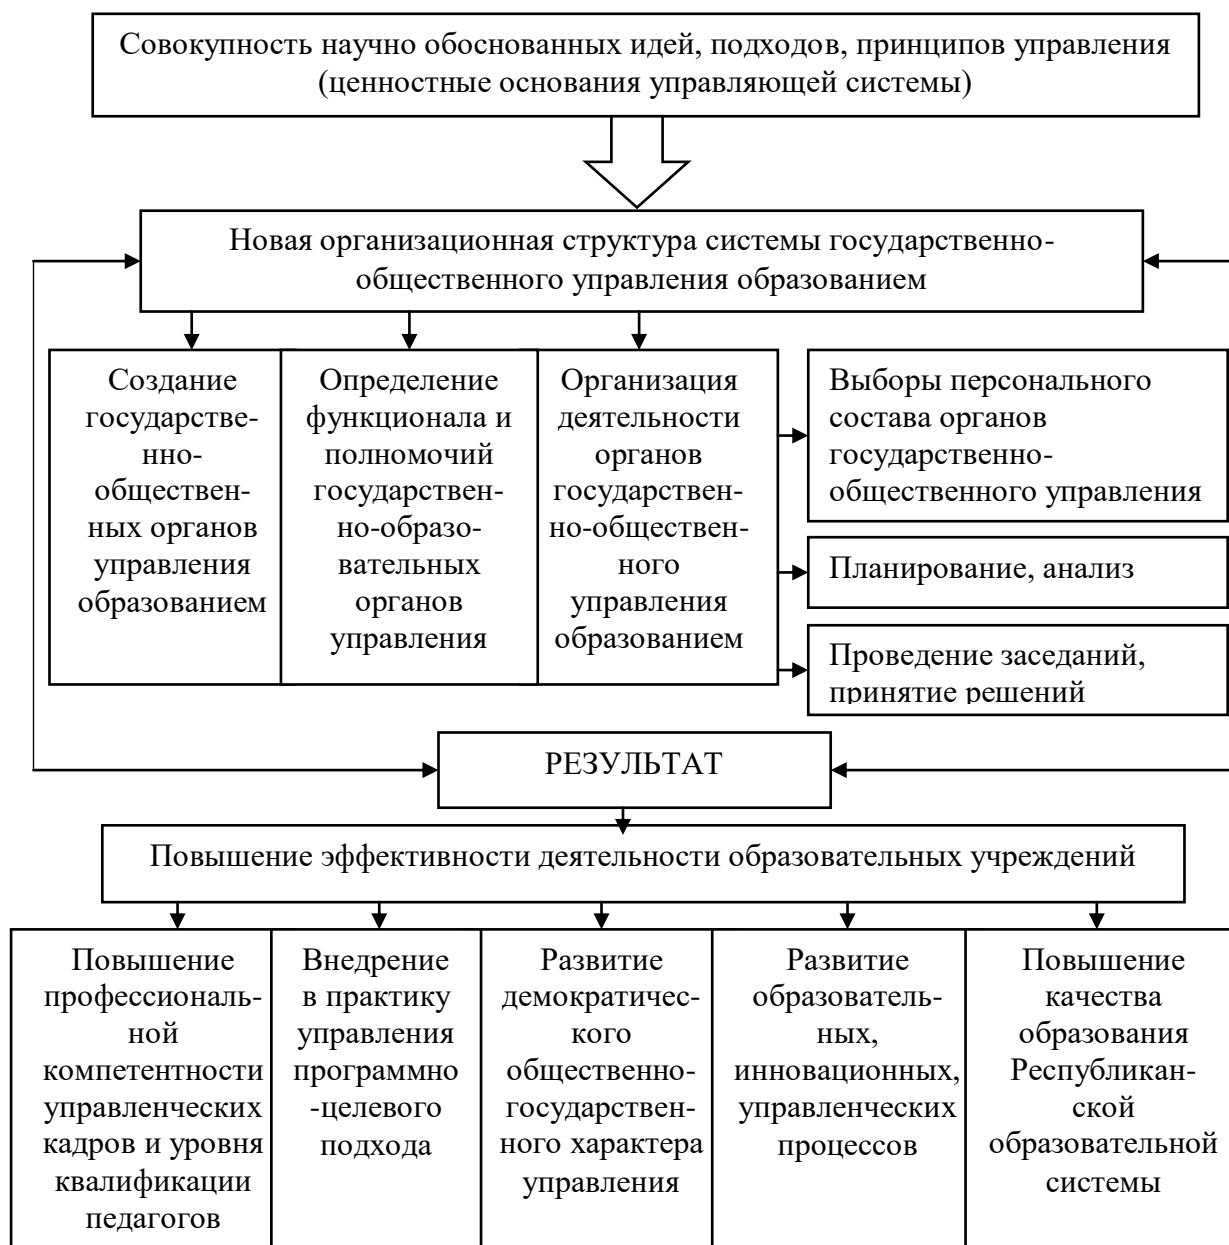 Совокупность научно обоснованных идей, подходов, принципов управления
(ценностные основания управляющей системы)
Новая организационная структура системы государственно-
общественного управления образованием
Создание
государстве-
нно-
обществен-
ных органов
управления
образованием
Определение
функционала и
полномочий
государствен-
но-образо-
вательных
органов
управления
Организация
деятельности
органов
государствен-
но-обществен-
ного
управления
образованием
Выборы персонального
состава органов
государственно-
общественного управления
Планирование, анализ
Проведение заседаний,
принятие решений
РЕЗУЛЬТАТ
Повышение эффективности деятельности образовательных учреждений
Повышение
профессиональ-
ной
компетентности
управленческих
кадров и уровня
квалификации
педагогов
Внедрение
в практику
управления
программно
-целевого
подхода
Развитие
демократичес-
кого
общественно-
государствен-
ного характера
управления
Развитие
образователь-
ных,
инновационных,
управленческих
процессов
Повышение
качества
образования
Республикан-
ской
образовательной
системы